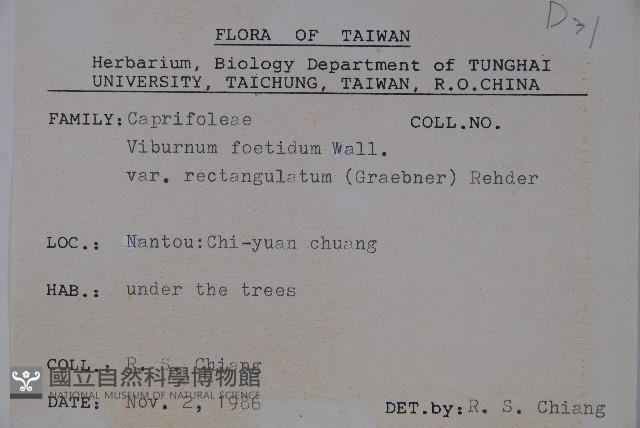 D31
FLORA OF TAIWAN
Herbarium, Biology Department of TUNGHAI
UNIVERSITY, TAICHUNG, TAIWAN, R.O.CHINA
FAMILY: Caprifoleae COLL.NO.
Viburnum foetidum Wall.
var. rectangulatum (Graebner) Rehder
LOC.: Nantou:Chi-yuan chuang
HAB.: under the trees
COLL.: R. S. Chiang
國立自然科學博物館
NATIONAL MUSEUM OF NATURAL SCIENCE
DATE: Nov. 2, 1986 DET.by: R. S. Chiang